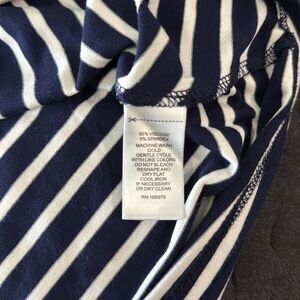 95% VISCOSE
5% SPANDEX
MACHINE WASH
COLD
GENTLE CYCLE
WITH LIKE COLORS
DO NOT BLEACH
RESHAPE AND
DRY FLAT
COOL IRON
IF NECESSARY
OR DRY CLEAN
RN 165979